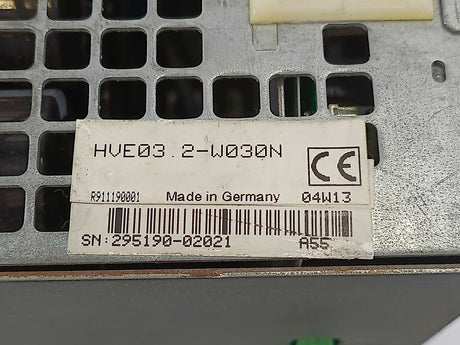 HVE03.2-W030N
CE
R911190001 Made in Germany 04W13
SN:295190-02021 A55